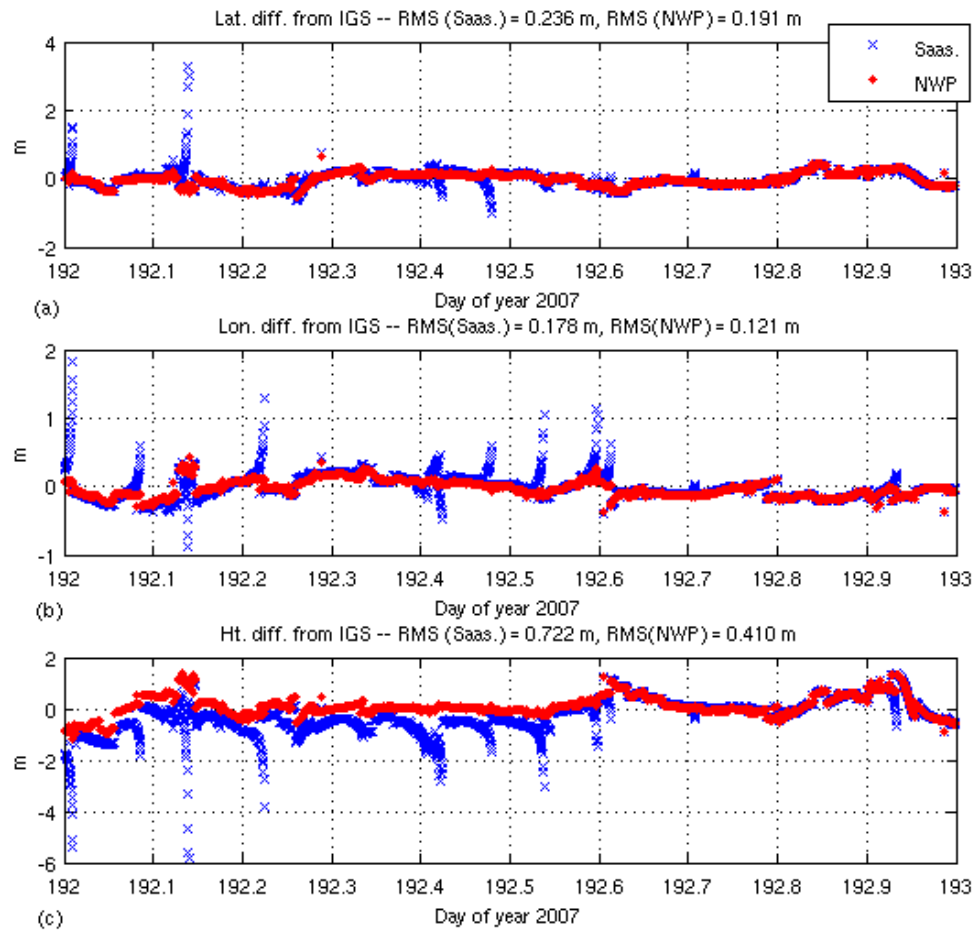 Lat. diff. from IGS -- RMS (Saas.) = 0.236 m, RMS (NWP) = 0.191 m
4
2
0
-2
m
Saas.
NWP
192 192.1 192.2 192.3 192.4 192.5 192.6 192.7 192.8 192.9 193
Day of year 2007
(a)
Lon. diff. from IGS -- RMS(Saas.) = 0.178 m, RMS(NWP) = 0.121 m
2
1
0
-1
m
192 192.1 192.2 192.3 192.4 192.5 192.6 192.7 192.8 192.9 193
Day of year 2007
(b)
Ht. diff. from IGS -- RMS (Saas.) = 0.722 m, RMS(NWP) = 0.410 m
2
0
-2
-4
-6
m
192 192.1 192.2 192.3 192.4 192.5 192.6 192.7 192.8 192.9 193
Day of year 2007
(c)